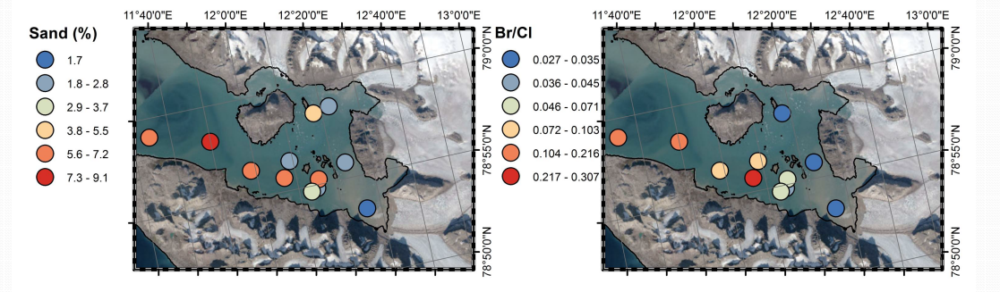 11°40'0"E 12°0'0"E 12°20'0"E 12°40'0"E 13°0'0"E
Sand (%)
1.7
1.8 - 2.8
2.9 - 3.7
3.8 - 5.5
5.6 - 7.2
7.3 - 9.1
79°0'0"N
78°55'0"N
78°50'0"N
11°40'0"E 12°0'0"E 12°20'0"E 12°40'0"E 13°0'0"E
Br/Cl
0.027 - 0.035
0.036 - 0.045
0.046 - 0.071
0.072 - 0.103
0.104 - 0.216
0.217 - 0.307
79°0'0"N
78°55'0"N
78°50'0"N